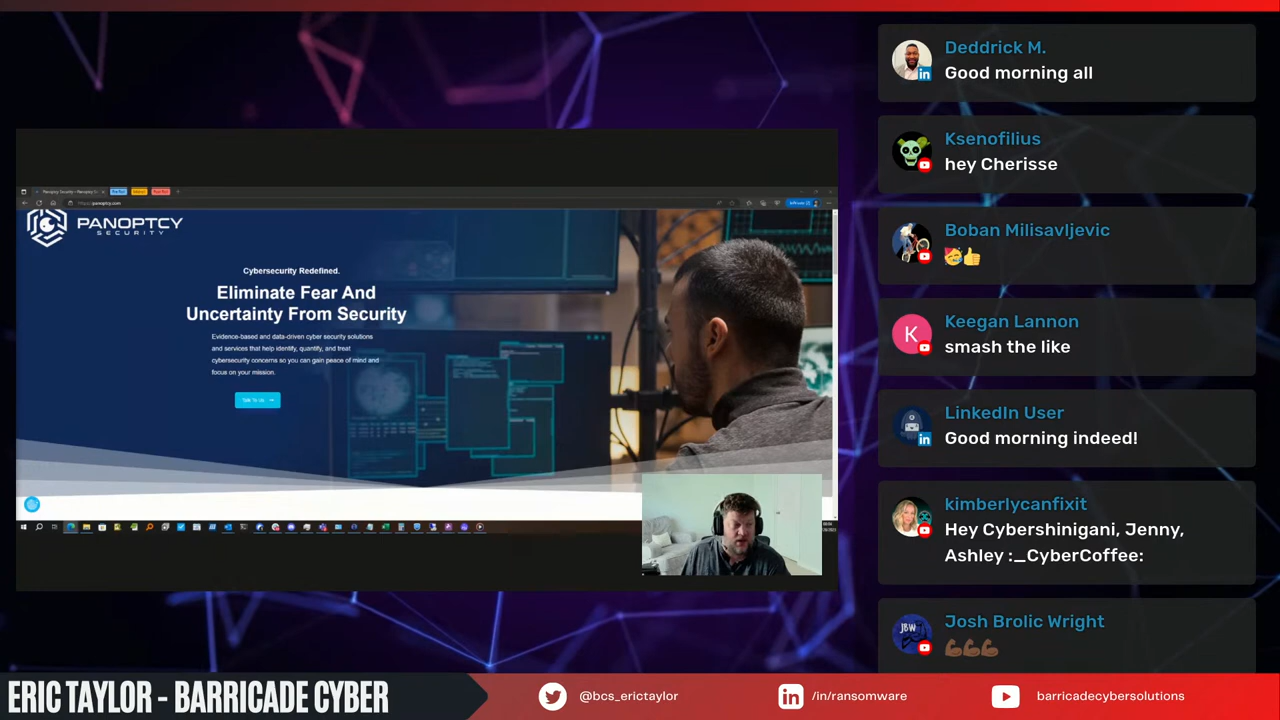 PANOPTCY
SECURITY
Cybersecurity Redefined.
Eliminate Fear And
Uncertainty From Security
Evidence-based and data-driven cyber security solutions
and services that help identify, quantify, and treat
cybersecurity concerns so you can gain peace of mind and
focus on your mission.
Talk To Us →
Deddrick M.
Good morning all
Ksenofilius
hey Cherisse
Boban Milisavljevic
🥳👍
Keegan Lannon
K
smash the like
LinkedIn User
Good morning indeed!
kimberlycanfixit
Hey Cybershinigani, Jenny,
Ashley :_CyberCoffee:
Josh Brolic Wright
JBW
💪🏾💪🏾💪🏾
ERIC TAYLOR - BARRICADE CYBER
@bcs_erictaylor
/in/ransomware
barricadecybersolutions